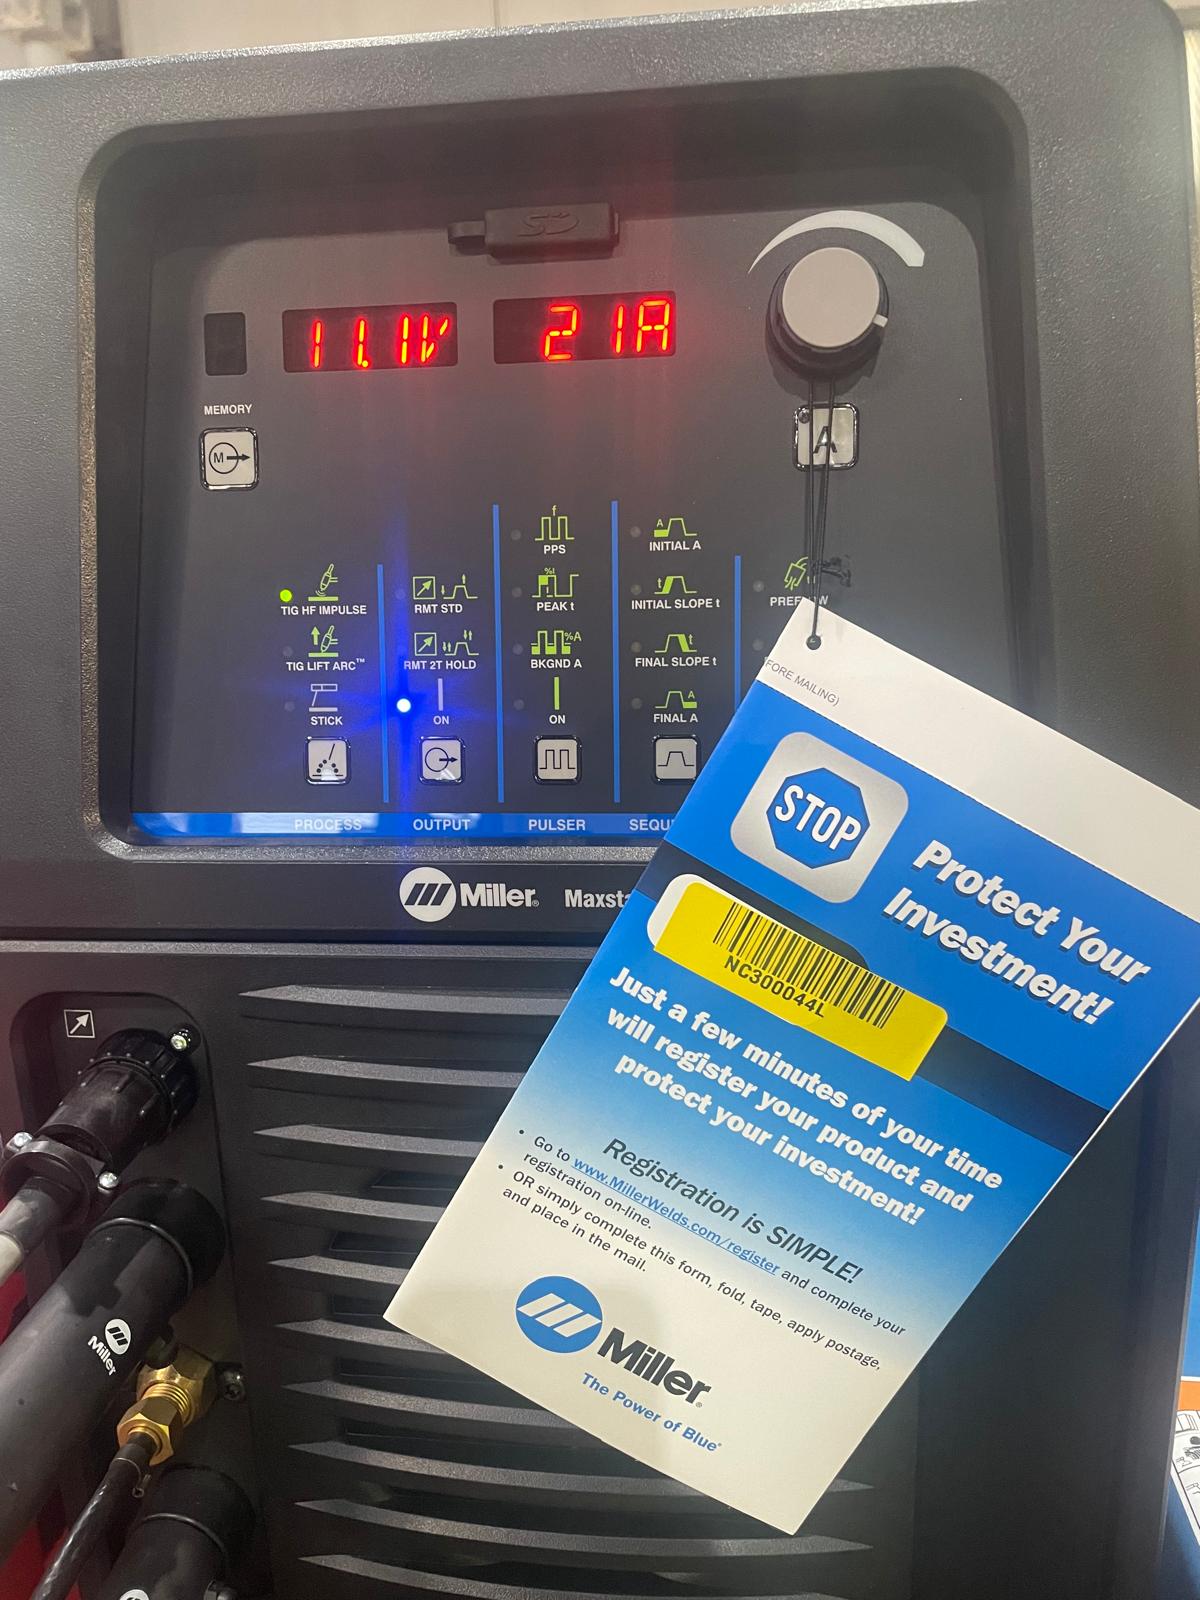 11.1V
21A
MEMORY
M
A
f
PPS
A
INITIAL A
TIG HF IMPULSE
RMT STD
%t
PEAK t
t
INITIAL SLOPE t
TIG LIFT ARC™
RMT 2T HOLD
%A
BKGND A
t
FINAL SLOPE t
STICK
ON
ON
A
FINAL A
PROCESS
OUTPUT
PULSER
Miller®
FORE MAILING)
STOP
Protect Your
Investment!
NC300044L
Just a few minutes of your time
will register your product and
protect your investment!
Registration is SIMPLE!
• Go to www.MillerWelds.com/register and complete your
registration on-line.
• OR simply complete this form, fold, tape, apply postage,
and place in the mail.
Miller®
The Power of Blue®
Miller